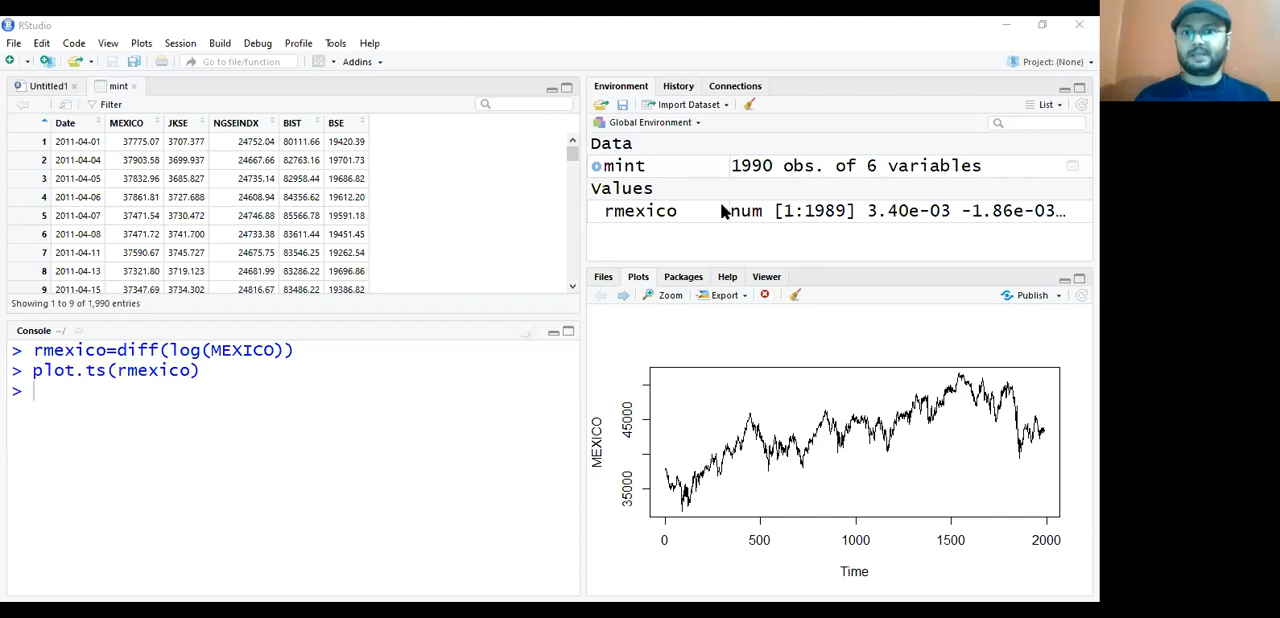 RStudio
File Edit Code View Plots Session Build Debug Profile Tools Help
Go to file/function Addins Project: (None)
Untitled1 mint
Filter
Date MEXICO JKSE NGSEINDX BIST BSE
1 2011-04-01 37775.07 3707.377 24752.04 80111.66 19420.39
2 2011-04-04 37903.58 3699.937 24667.66 82763.16 19701.73
3 2011-04-05 37832.96 3685.827 24735.14 82958.44 19686.82
4 2011-04-06 37861.81 3727.688 24608.94 84356.62 19612.20
5 2011-04-07 37471.54 3730.472 24746.88 85566.78 19591.18
6 2011-04-08 37471.72 3741.700 24733.38 83611.44 19451.45
7 2011-04-11 37590.67 3745.727 24675.75 83546.25 19262.54
8 2011-04-13 37321.80 3719.123 24681.99 83286.22 19696.86
9 2011-04-15 37347.69 3734.302 24816.67 83486.22 19386.82
Showing 1 to 9 of 1,990 entries
Console ~/
> rmexico=diff(log(MEXICO))
> plot.ts(rmexico)
>
Environment History Connections
Import Dataset List
Global Environment
Data
mint 1990 obs. of 6 variables
Values
rmexico num [1:1989] 3.40e-03 -1.86e-03…
Files Plots Packages Help Viewer
Zoom Export Publish
MEXICO
45000
35000
0 500 1000 1500 2000
Time